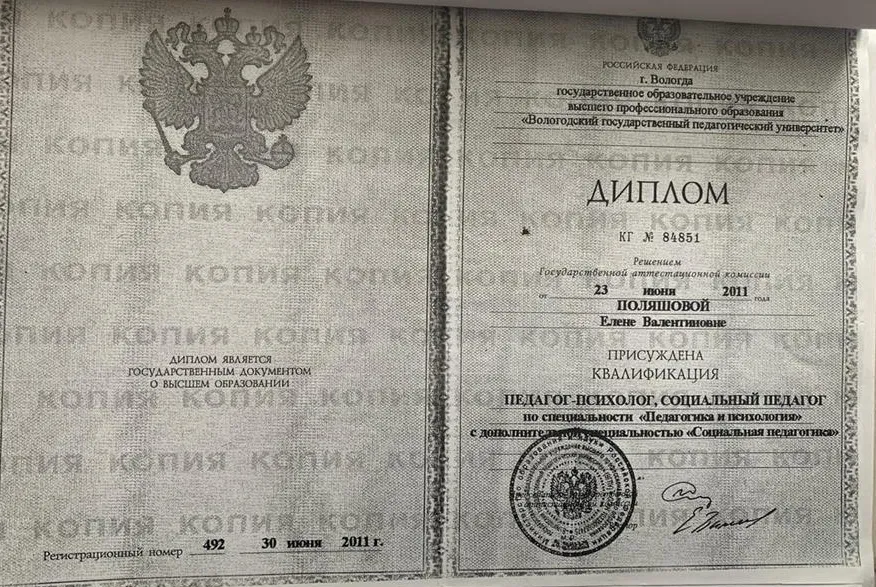 ДИПЛОМ ЯВЛЯЕТСЯ
ГОСУДАРСТВЕННЫМ ДОКУМЕНТОМ
О ВЫСШЕМ ОБРАЗОВАНИИ
Регистрационный номер 492 30 июня 2011 г.
РОССИЙСКАЯ ФЕДЕРАЦИЯ
г. Вологда
государственное образовательное учреждение
высшего профессионального образования
«Вологодский государственный педагогический университет»
ДИПЛОМ
КГ № 84851
Решением
Государственной аттестационной комиссии
от 23 июня 2011 года
ПОЛЯШОВОЙ
Елене Валентиновне
ПРИСУЖДЕНА
КВАЛИФИКАЦИЯ
ПЕДАГОГ-ПСИХОЛОГ, СОЦИАЛЬНЫЙ ПЕДАГОГ
по специальности «Педагогика и психология»
с дополнительной специальностью «Социальная педагогика»
КОПИЯ